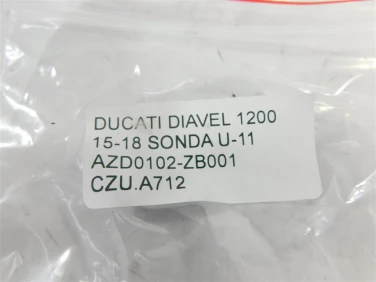 DUCATI DIAVEL 1200
15-18 SONDA U-11
AZD0102-ZB001
CZU.A712